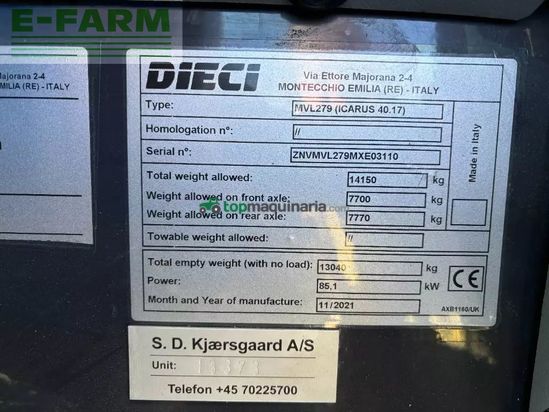 E-FARM
DIECI
Via Ettore Majorana 2-4
MONTECCHIO EMILIA (RE) - ITALY
Type: MVL279 (ICARUS 40.17)
Homologation n°: //
Serial n°: ZNVMVL279MXE03110
Made in Italy
Total weight allowed: 14150 kg
Weight allowed on front axle: 7700 kg
topmaquinaria.com
Weight allowed on rear axle: 7770 kg
Towable weight allowed: //
Total empty weight (with no load): 13040 kg
Power: 85,1 kW
CE
Month and Year of manufacture: 11/2021
AXB1160/UK
ajorana 2-4
EMILIA (RE) - ITALY
S. D. Kjærsgaard A/S
Unit:
Telefon +45 70225700